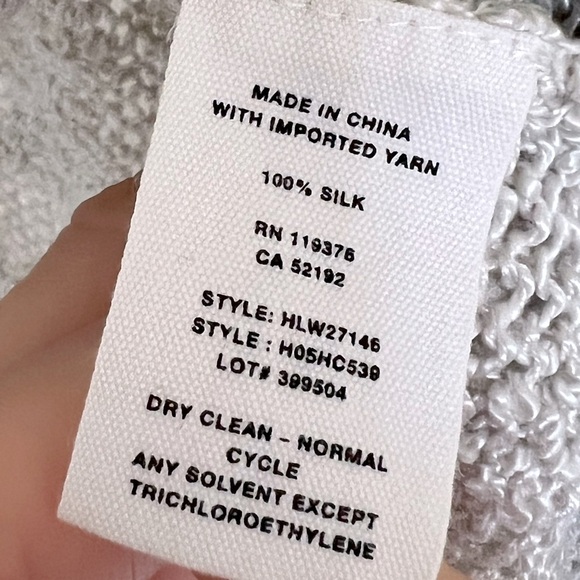 MADE IN CHINA
WITH IMPORTED YARN
100% SILK
RN 119376
CA 52192
STYLE: HLW27146
STYLE : H05HC539
LOT# 399504
DRY CLEAN - NORMAL
CYCLE
ANY SOLVENT EXCEPT
TRICHLOROETHYLENE